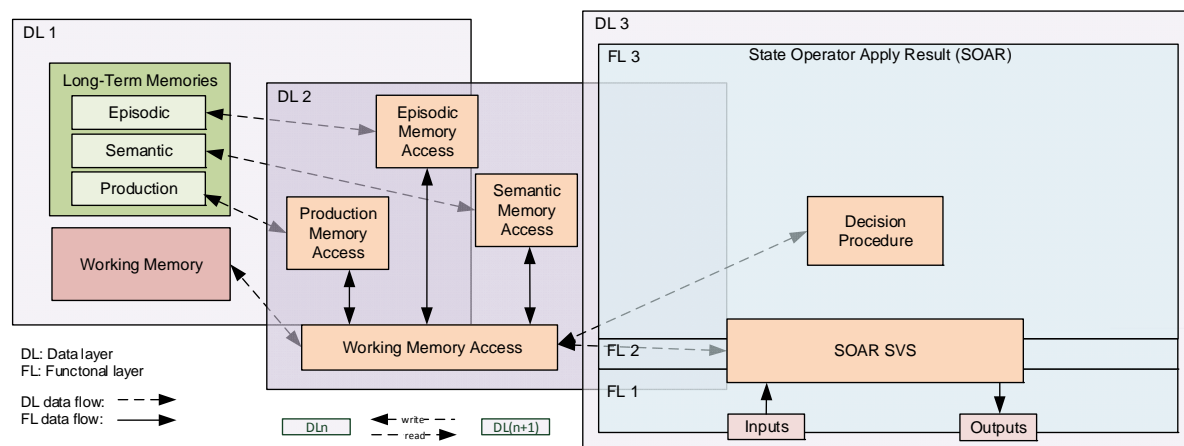 DL 1
Long-Term Memories
Episodic
Semantic
Production
Working Memory
DL 2
Episodic
Memory
Access
Semantic
Memory
Access
Production
Memory
Access
Working Memory Access
DL 3
FL 3
State Operator Apply Result (SOAR)
Decision
Procedure
FL 2
SOAR SVS
FL 1
Inputs
Outputs
DL: Data layer
FL: Functonal layer
DL data flow:
FL data flow:
DLn
write
read
DL(n+1)